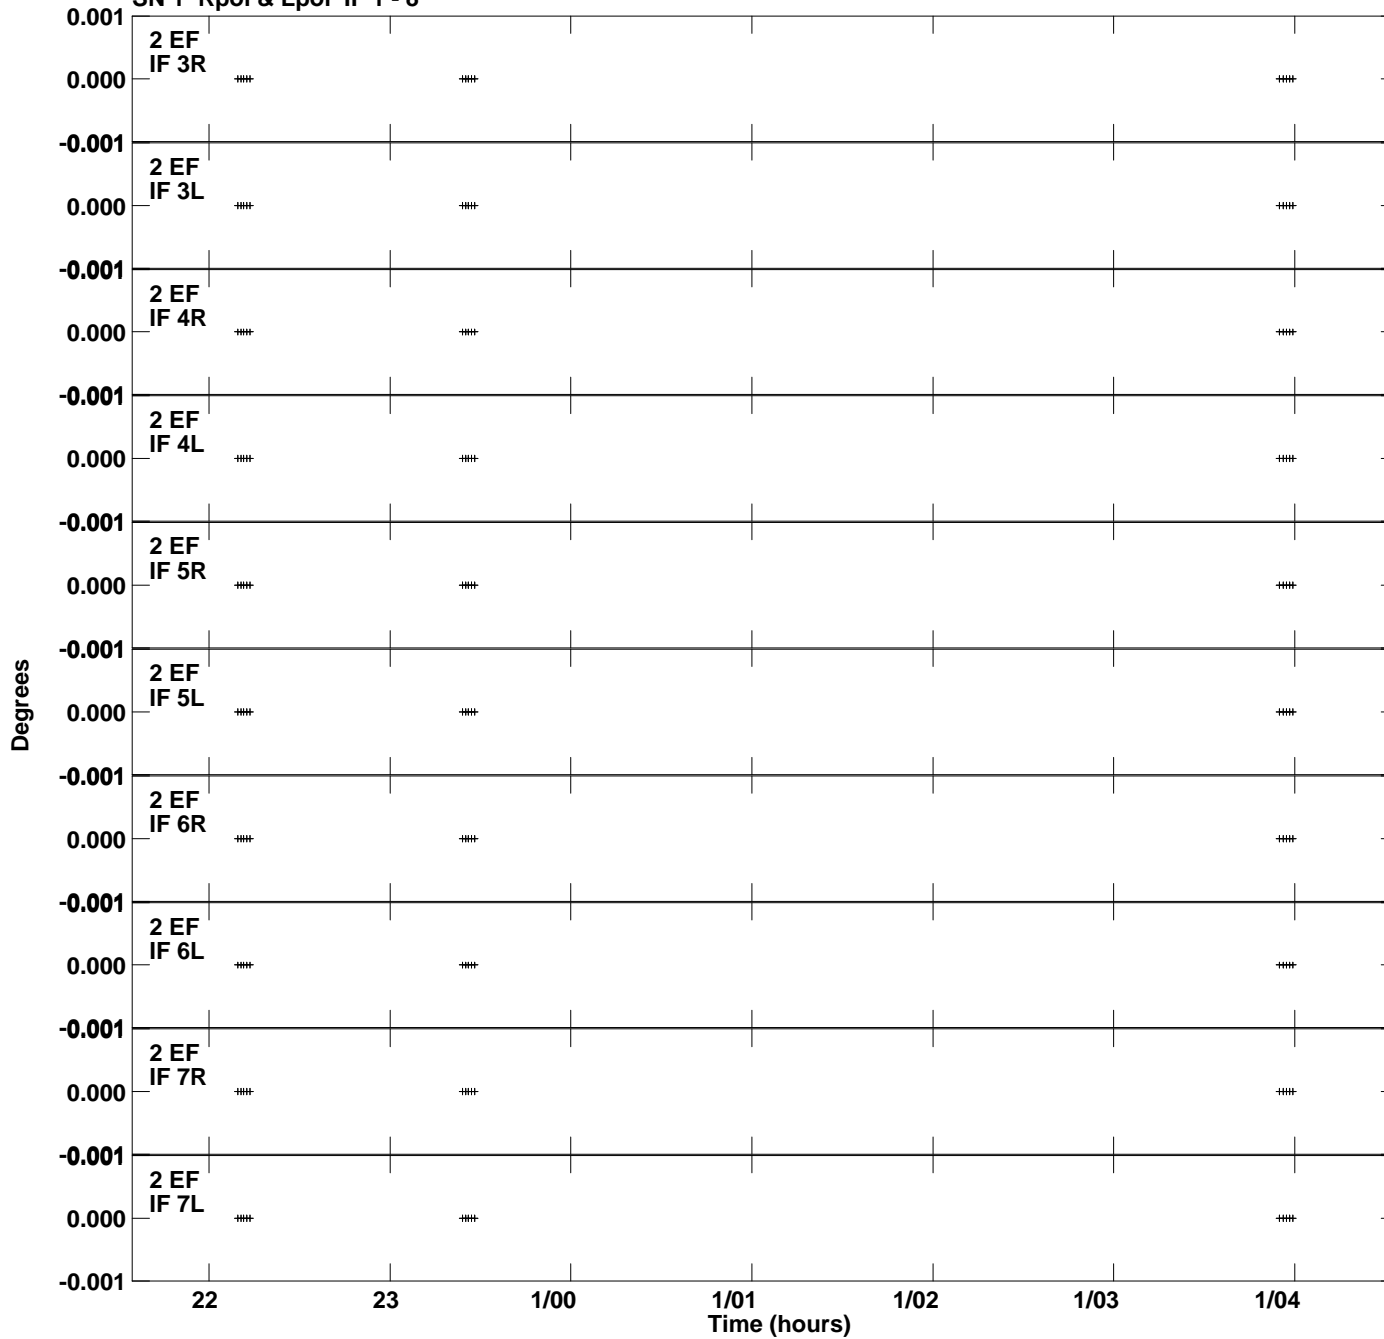 SN 1 Rpol & Lpol IF 1 - 8
0.001
2 EF
IF 3R
0.000
-0.001
2 EF
IF 3L
0.000
-0.001
2 EF
IF 4R
0.000
-0.001
2 EF
IF 4L
0.000
-0.001
2 EF
IF 5R
0.000
-0.001
2 EF
IF 5L
0.000
-0.001
2 EF
IF 6R
0.000
-0.001
2 EF
IF 6L
0.000
-0.001
2 EF
IF 7R
0.000
-0.001
2 EF
IF 7L
0.000
-0.001
Degrees
22 23 1/00 1/01 1/02 1/03 1/04
Time (hours)